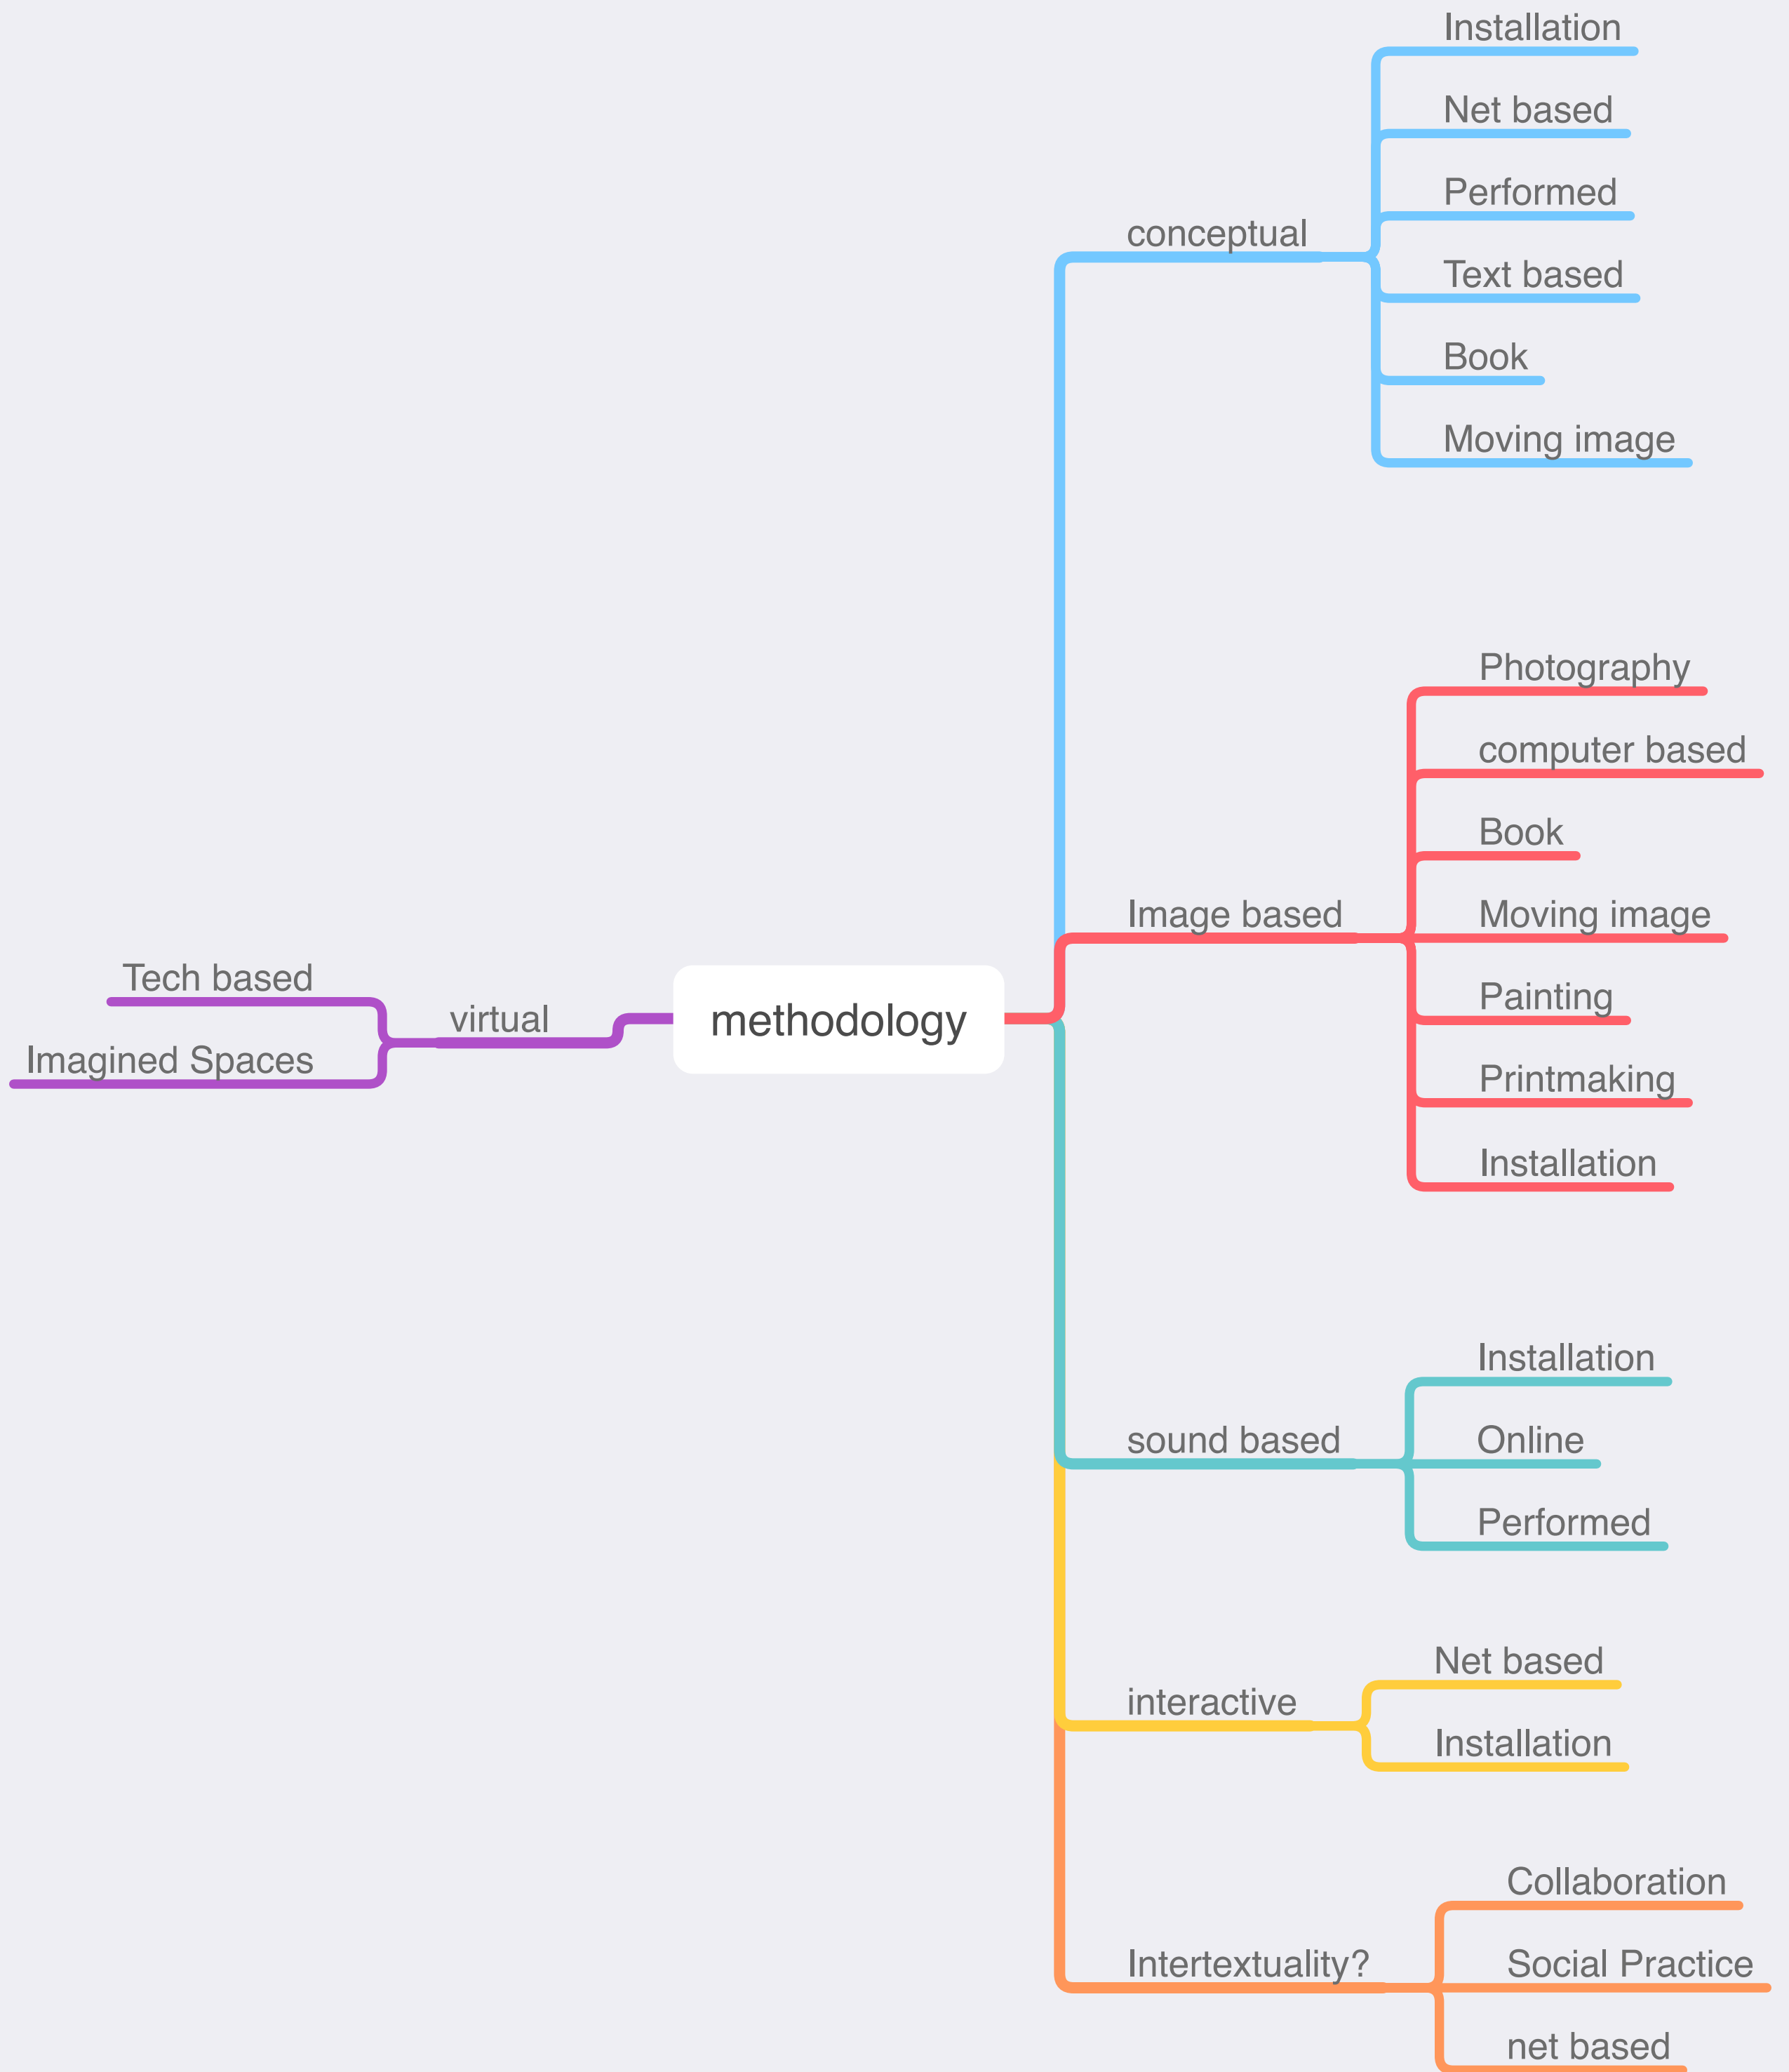 Installation
Net based
Performed
conceptual
Text based
Book
Moving image
Photography
computer based
Book
Image based
Moving image
Painting
Printmaking
Installation
Tech based
virtual
Imagined Spaces
methodology
Installation
sound based
Online
Performed
Net based
interactive
Installation
Collaboration
Intertextuality?
Social Practice
net based